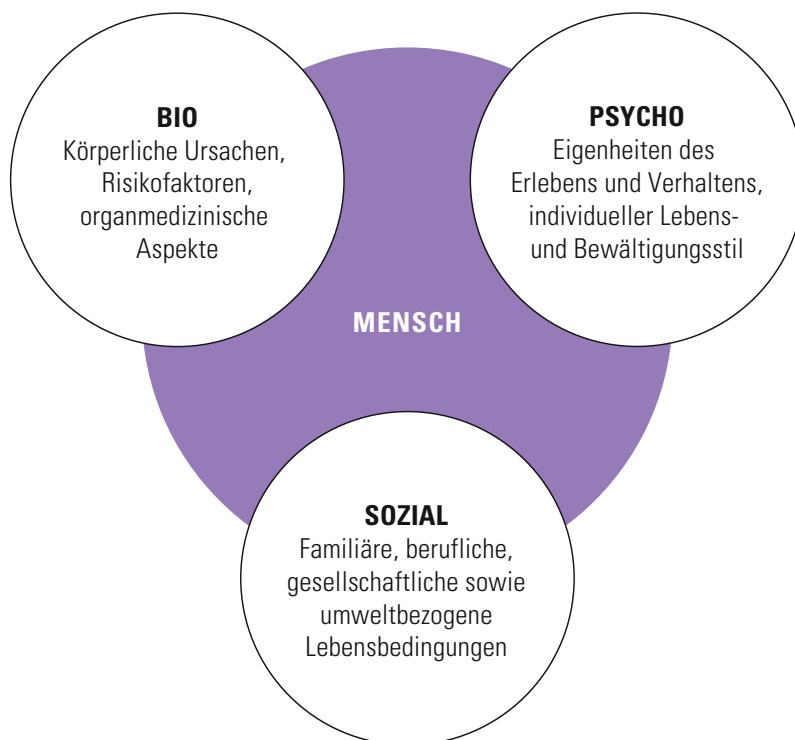 BIO
Körperliche Ursachen,
Risikofaktoren,
organmedizinische
Aspekte
PSYCHO
Eigenheiten des
Erlebens und Verhaltens,
individueller Lebens-
und Bewältigungsstil
MENSCH
SOZIAL
Familiäre, berufliche,
gesellschaftliche sowie
umweltbezogene
Lebensbedingungen